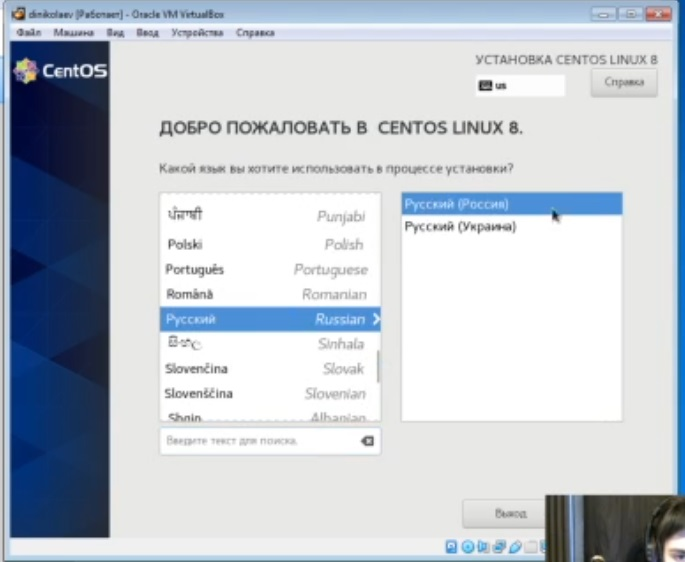 dinikolaev [Работает] - Oracle VM VirtualBox
Файл Машина Вид Ввод Устройства Справка
CentOS
УСТАНОВКА CENTOS LINUX 8
us
Справка
ДОБРО ПОЖАЛОВАТЬ В CENTOS LINUX 8.
Какой язык вы хотите использовать в процессе установки?
ਪੰਜਾਬੀ Punjabi
Polski Polish
Português Portuguese
Română Romanian
Русский Russian
සිංහල Sinhala
Slovenčina Slovak
Slovenščina Slovenian
Shqip Albanian
Русский (Россия)
Русский (Украина)
Введите текст для поиска.
Выход